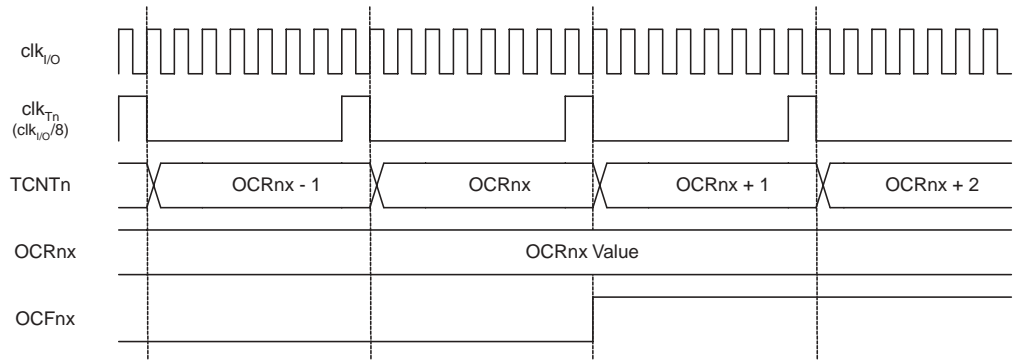 clkI/O
clkTn
(clkI/O/8)
TCNTn OCRnx - 1 OCRnx OCRnx + 1 OCRnx + 2
OCRnx OCRnx Value
OCFnx